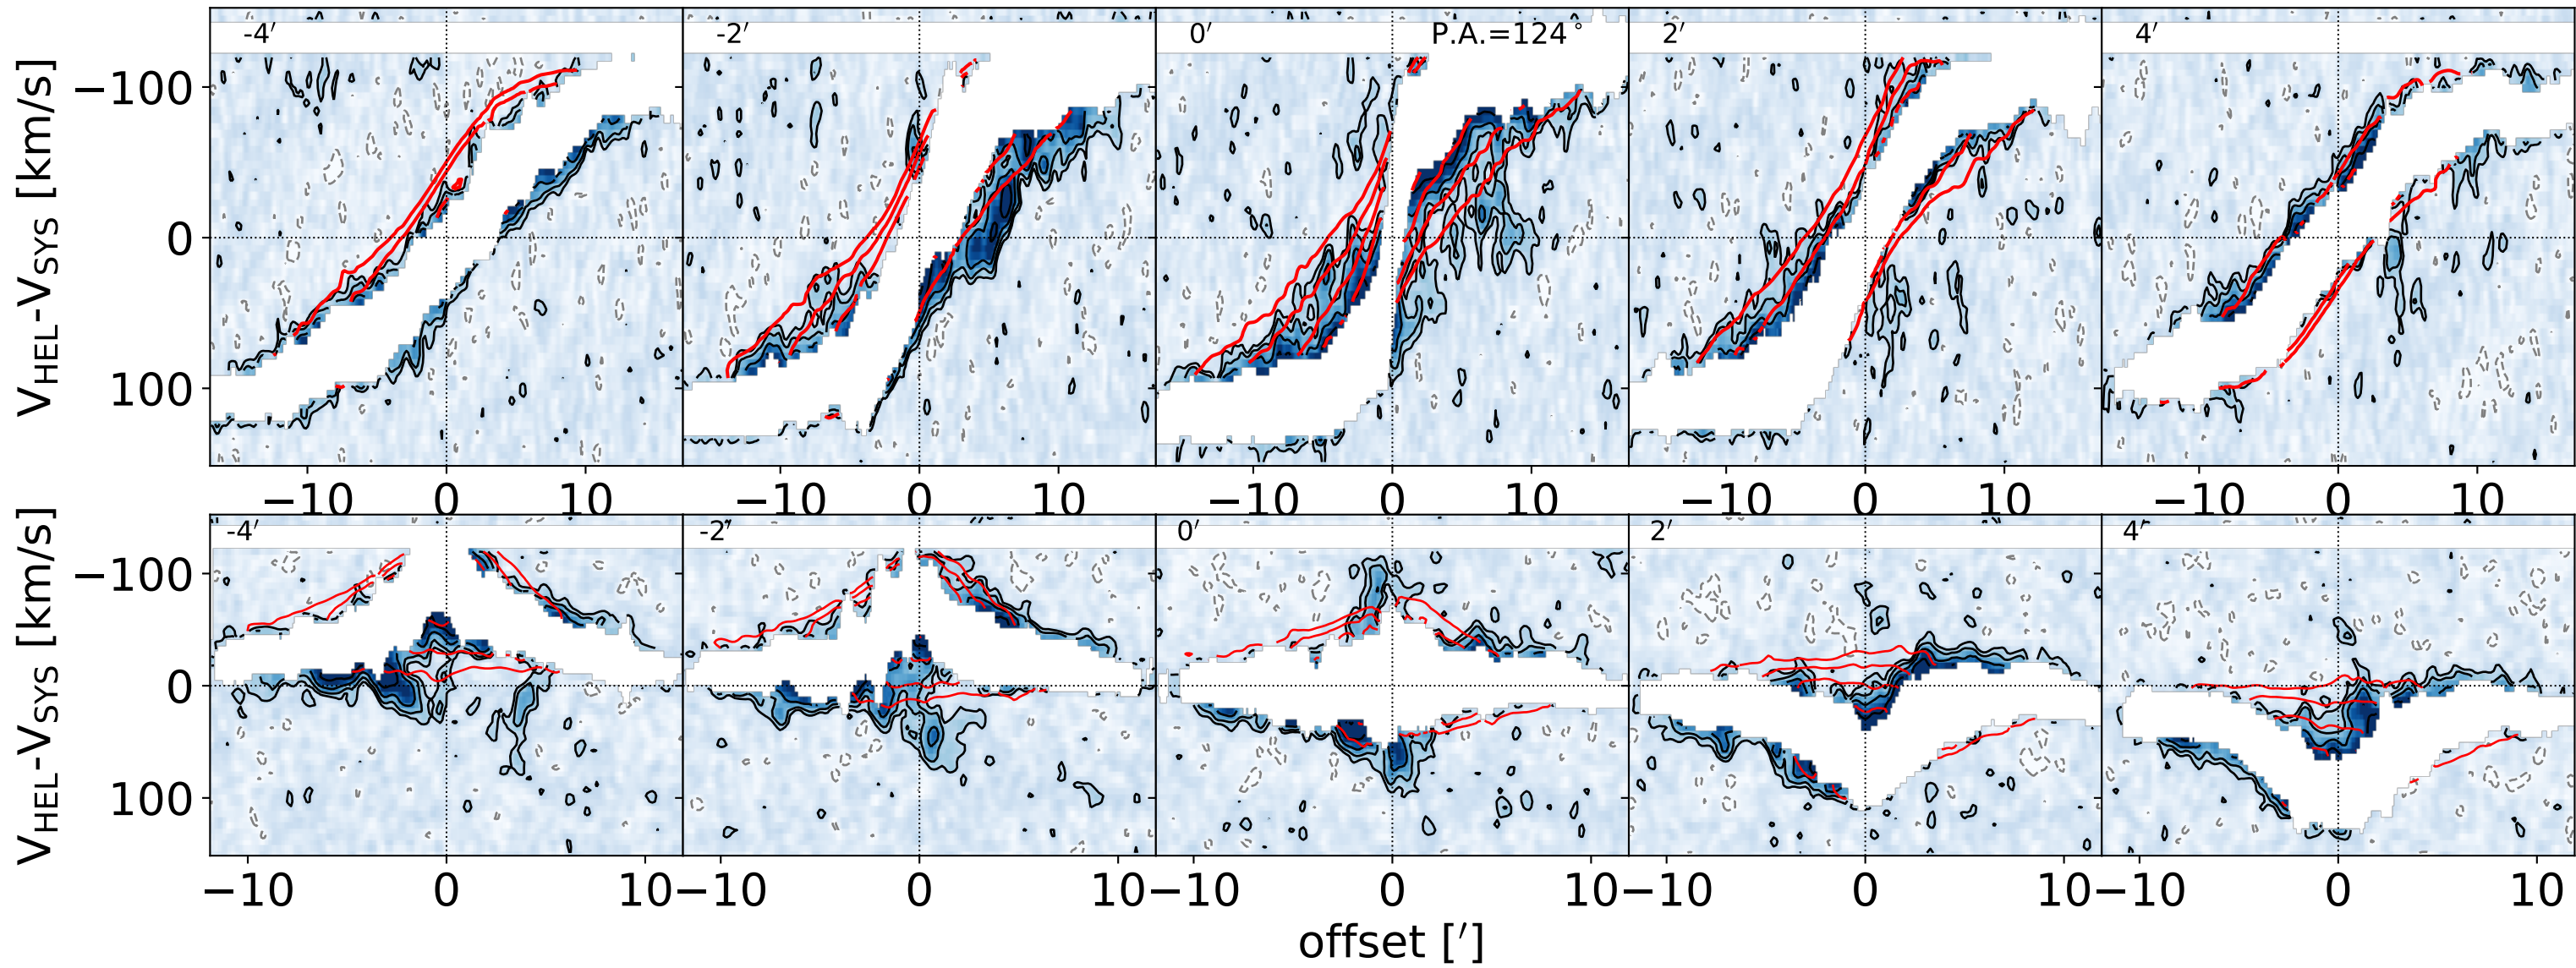 -4′ -2′ 0′ P.A.=124° 2′ 4′
V_HEL-V_SYS [km/s]
−100
0
100
−10 0 10 −10 0 10 −10 0 10 −10 0 10 −10 0 10
-4′ -2′ 0′ 2′ 4′
V_HEL-V_SYS [km/s]
−100
0
100
−10 0 10 −10 0 10 −10 0 10 −10 0 10 −10 0 10
offset [′]